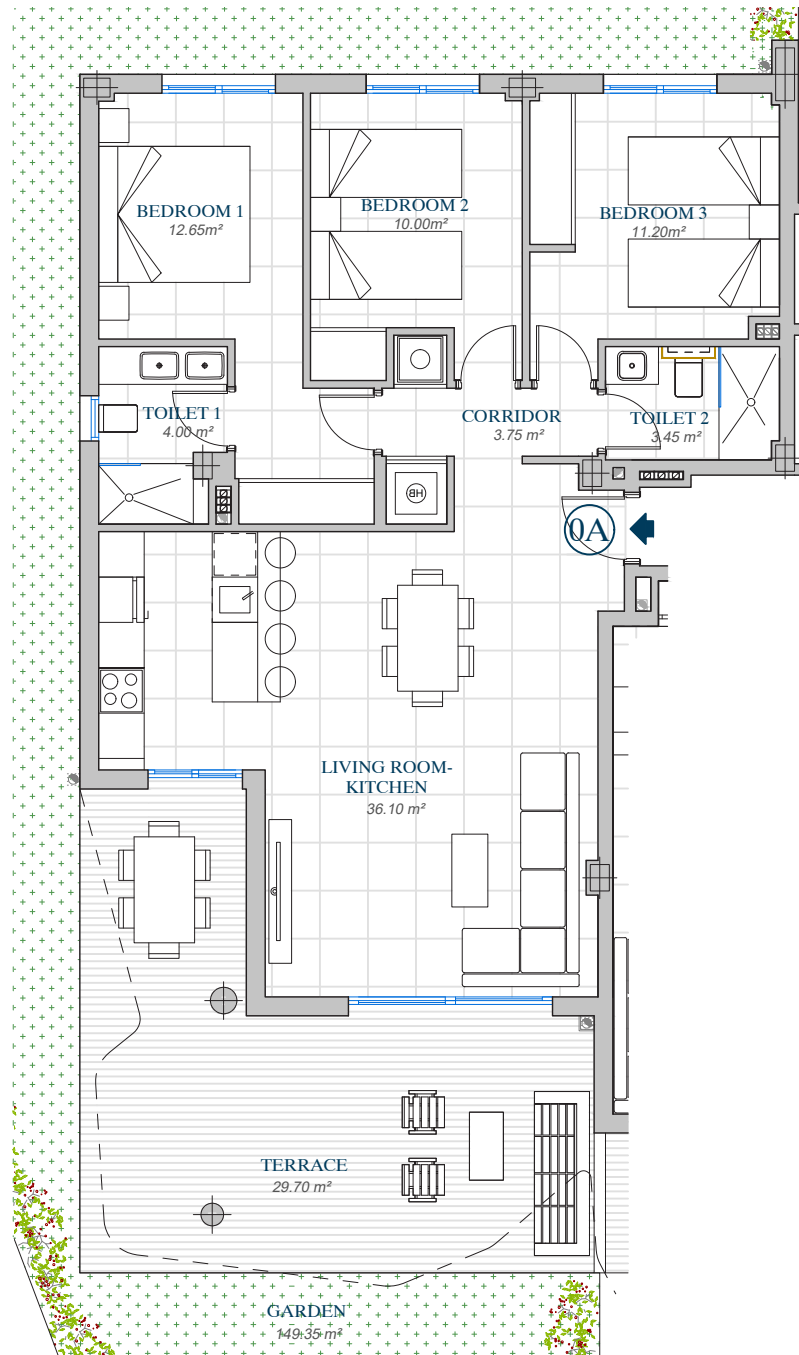 BEDROOM 1
12.65m²
BEDROOM 2
10.00m²
BEDROOM 3
11.20m²
TOILET 1
4.00 m²
CORRIDOR
3.75 m²
TOILET 2
3.45 m²
HB
0A
LIVING ROOM-
KITCHEN
36.10 m²
TERRACE
29.70 m²
GARDEN
149.35 m²